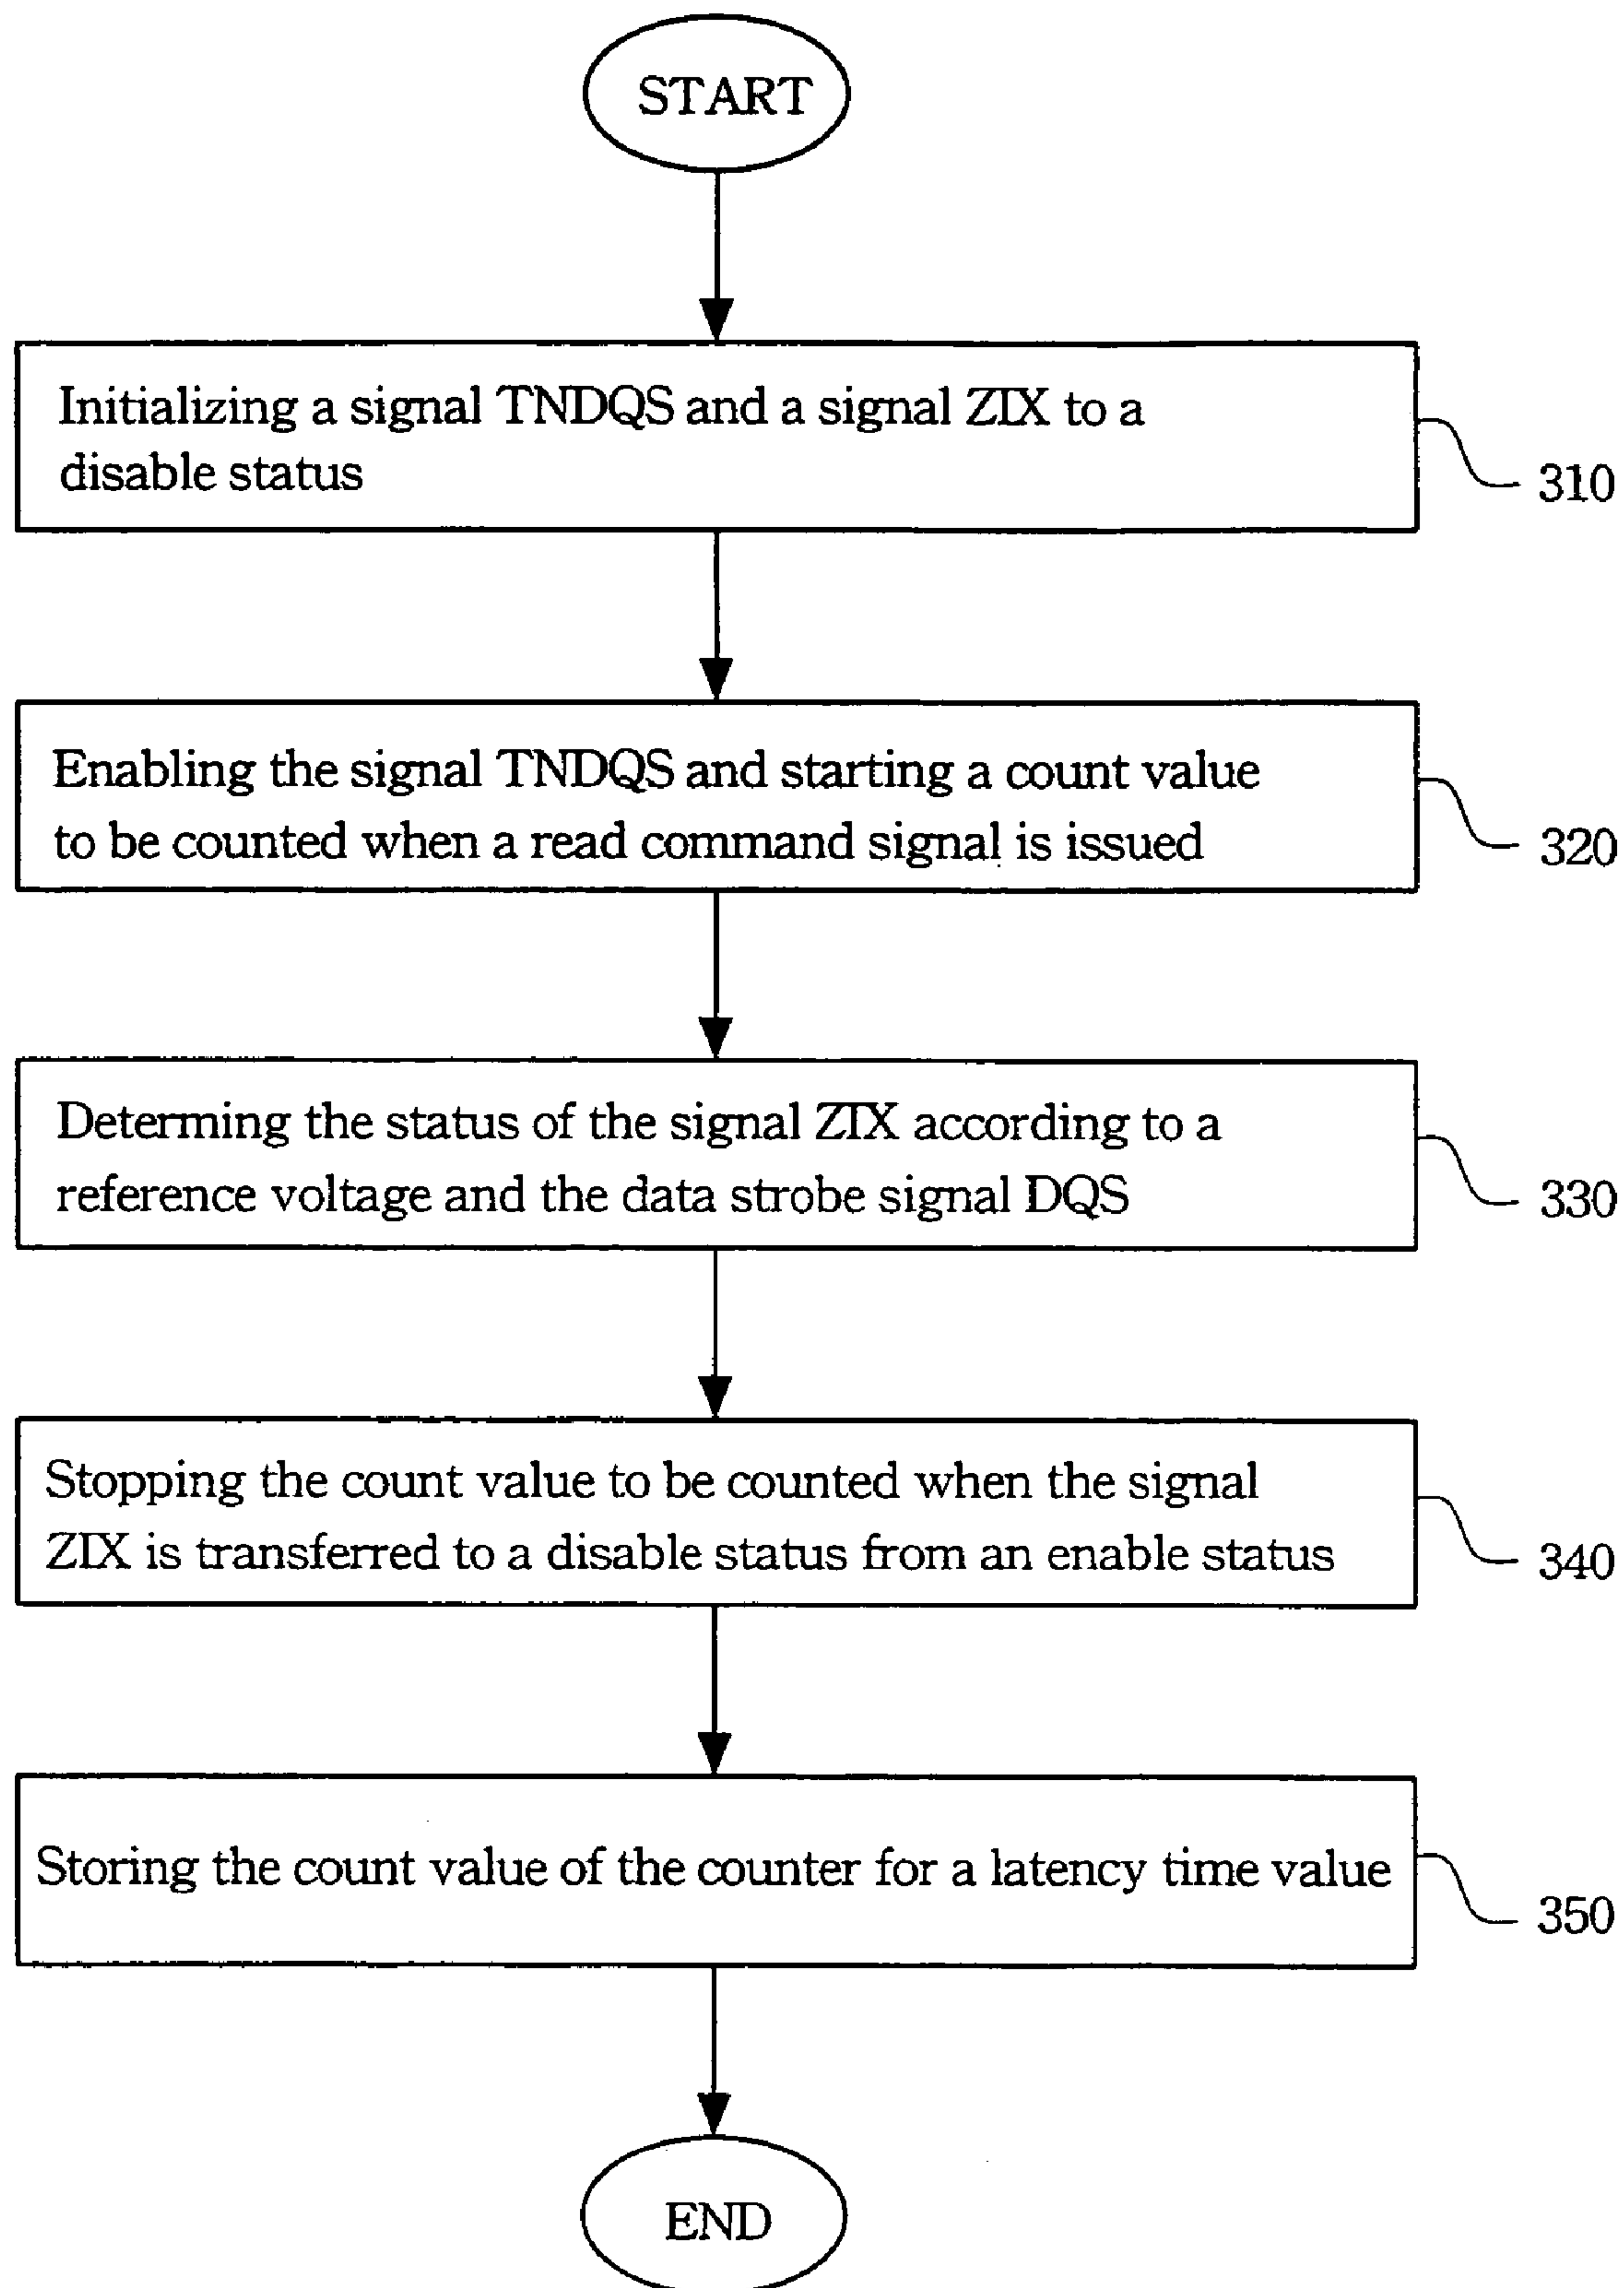 START
Initializing a signal TNDQS and a signal ZIX to a
disable status
310
Enabling the signal TNDQS and starting a count value
to be counted when a read command signal is issued
320
Determing the status of the signal ZIX according to a
reference voltage and the data strobe signal DQS
330
Stopping the count value to be counted when the signal
ZIX is transferred to a disable status from an enable status
340
Storing the count value of the counter for a latency time value
350
END